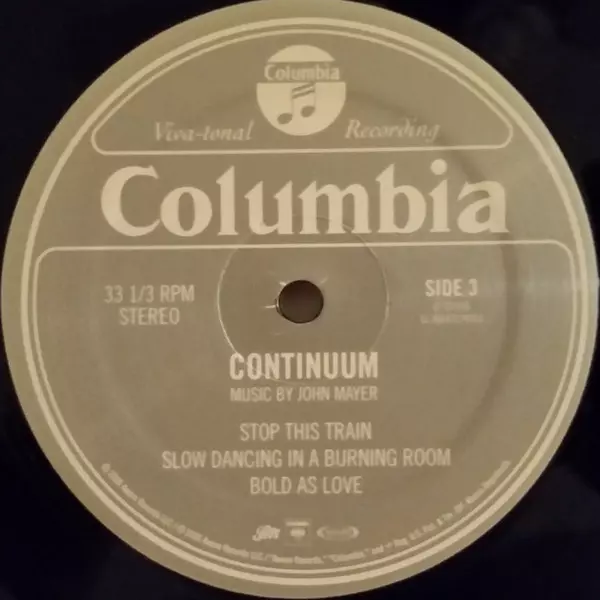 Columbia
Viva-tonal Recording
Columbia
33 1/3 RPM
STEREO
SIDE 3
CONTINUUM
MUSIC BY JOHN MAYER
STOP THIS TRAIN
SLOW DANCING IN A BURNING ROOM
BOLD AS LOVE